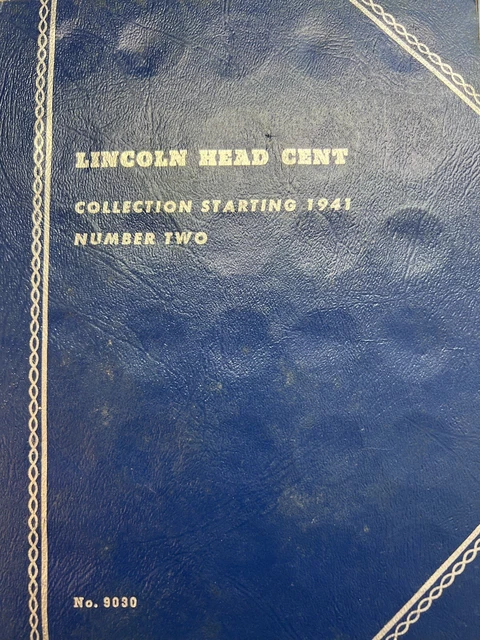 LINCOLN HEAD CENT
COLLECTION STARTING 1941
NUMBER TWO
No. 9030